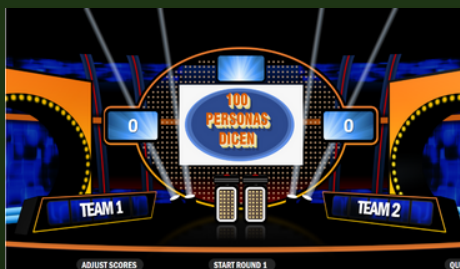 100
PERSONAS
DICEN
0
0
TEAM 1
TEAM 2
ADJUST SCORES
START ROUND 1